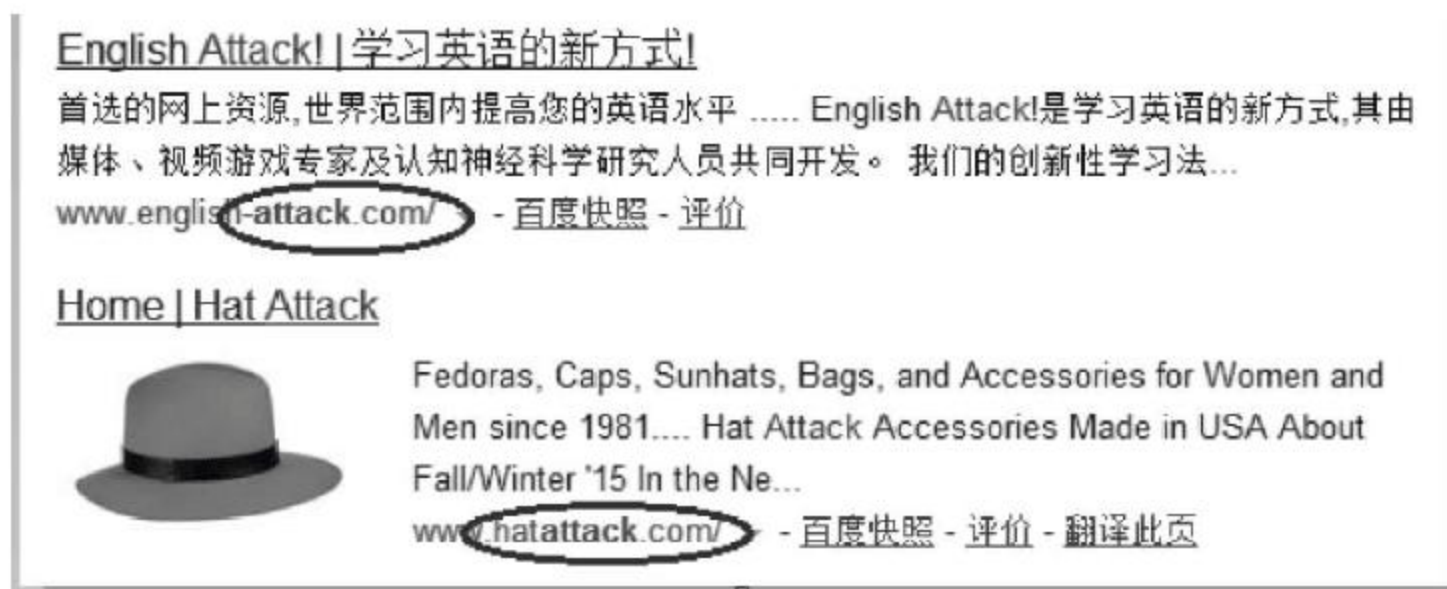 English Attack! | 学习英语的新方式!
首选的网上资源,世界范围内提高您的英语水平 ..... English Attack!是学习英语的新方式,其由
媒体、视频游戏专家及认知神经科学研究人员共同开发。 我们的创新性学习法...
www.english-attack.com/ - 百度快照 - 评价
Home | Hat Attack
Fedoras, Caps, Sunhats, Bags, and Accessories for Women and
Men since 1981.... Hat Attack Accessories Made in USA About
Fall/Winter '15 In the Ne...
www.hatattack.com/ - 百度快照 - 评价 - 翻译此页